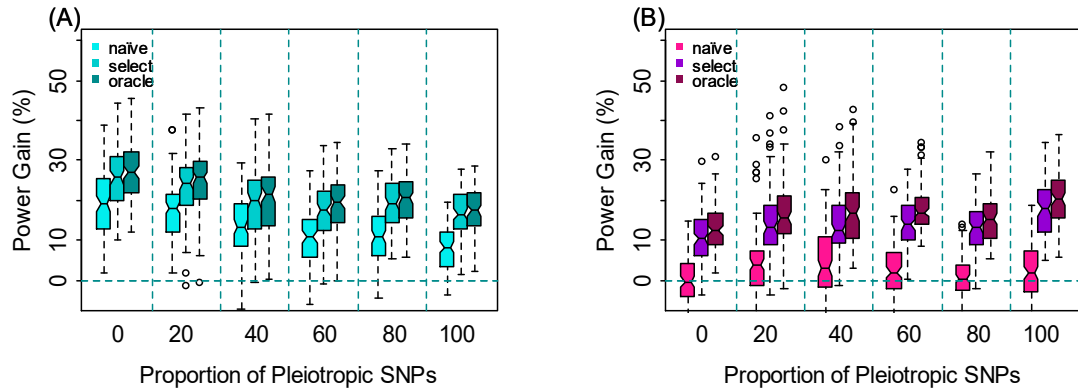 (A)
naïve
select
oracle
Power Gain (%)
0
10
30
50
0 20 40 60 80 100
Proportion of Pleiotropic SNPs
(B)
naïve
select
oracle
Power Gain (%)
0
10
30
50
0 20 40 60 80 100
Proportion of Pleiotropic SNPs